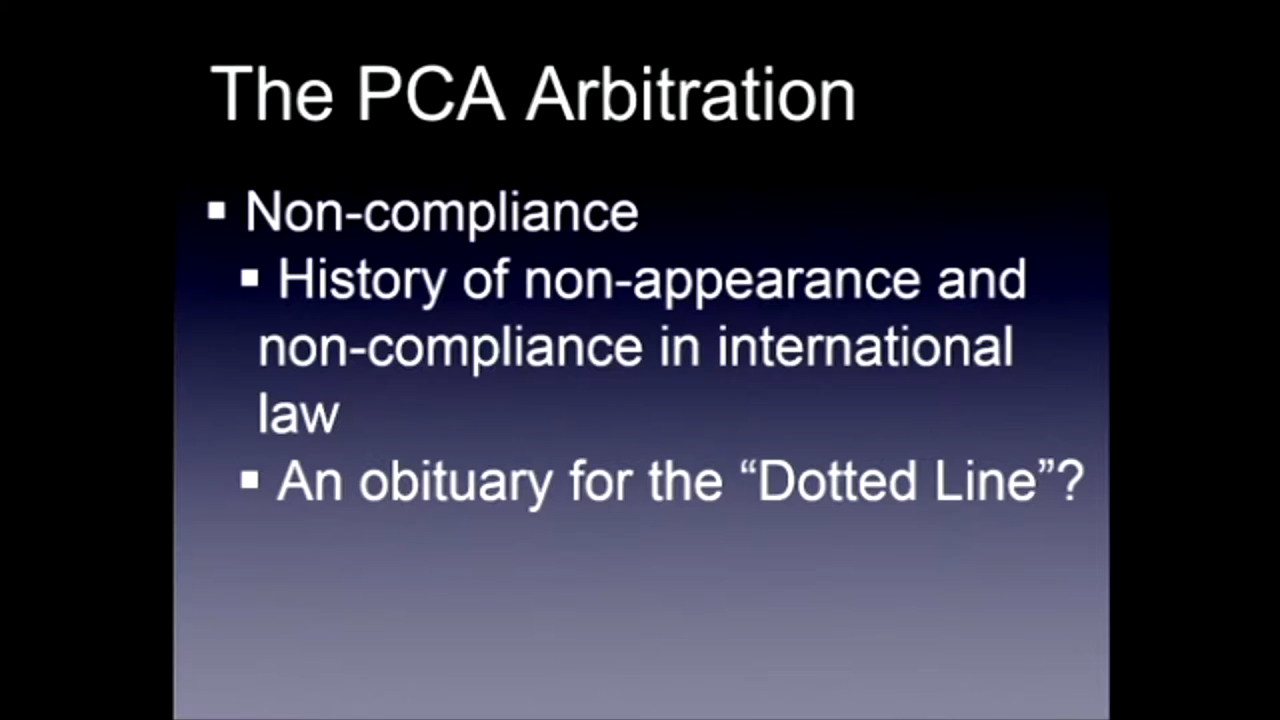 The PCA Arbitration
▪ Non-compliance
▪ History of non-appearance and
non-compliance in international
law
▪ An obituary for the “Dotted Line”?